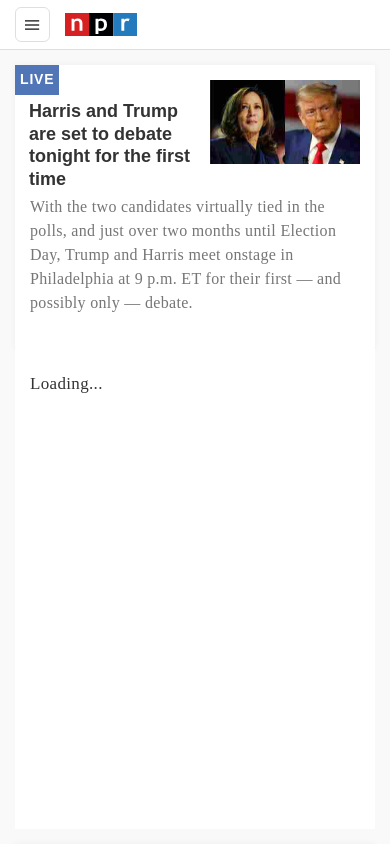 npr
LIVE
Harris and Trump
are set to debate
tonight for the first
time
With the two candidates virtually tied in the
polls, and just over two months until Election
Day, Trump and Harris meet onstage in
Philadelphia at 9 p.m. ET for their first — and
possibly only — debate.
Loading...